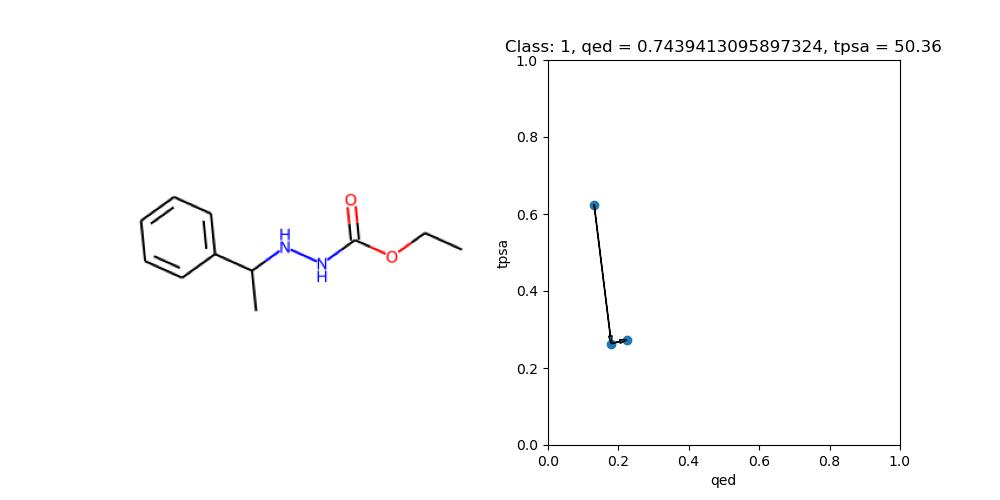 Class: 1, qed = 0.7439413095897324, tpsa = 50.36
1.0
0.8
0.6
0.4
0.2
0.0
tpsa
0.0 0.2 0.4 0.6 0.8 1.0
qed
O
H
N
N
H
O